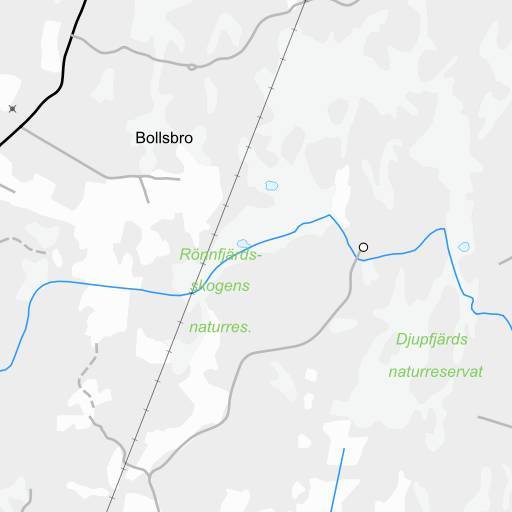 Bollsbro
Rönnfjärds-
skogens
naturres.
Djupfjärds
naturreservat